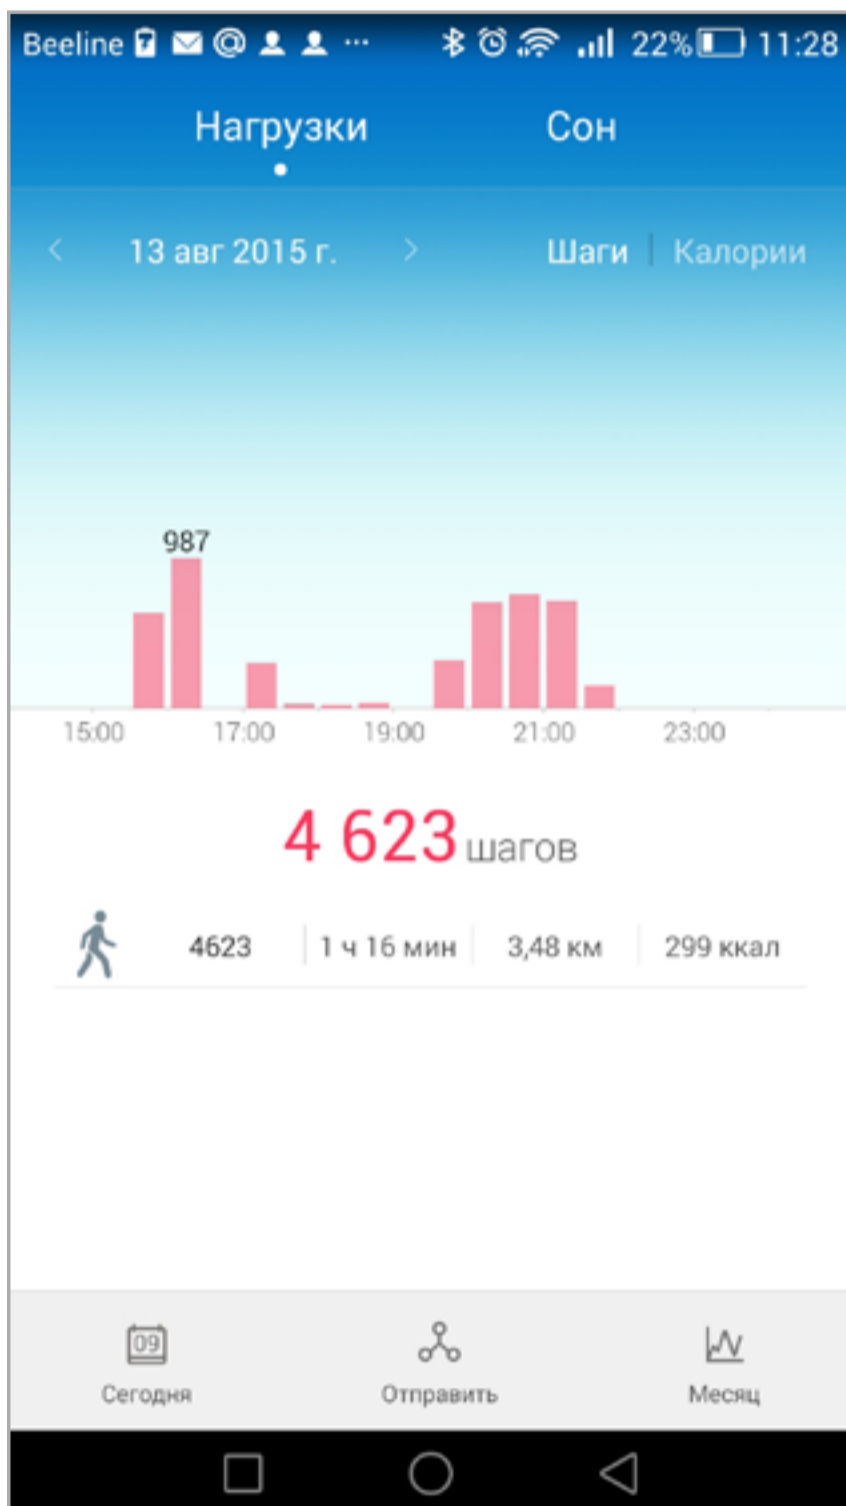 Beeline 22% 11:28
Нагрузки Сон
13 авг 2015 г. Шаги Калории
987
15:00 17:00 19:00 21:00 23:00
4 623 шагов
4623 1 ч 16 мин 3,48 км 299 ккал
09
Сегодня Отправить Месяц